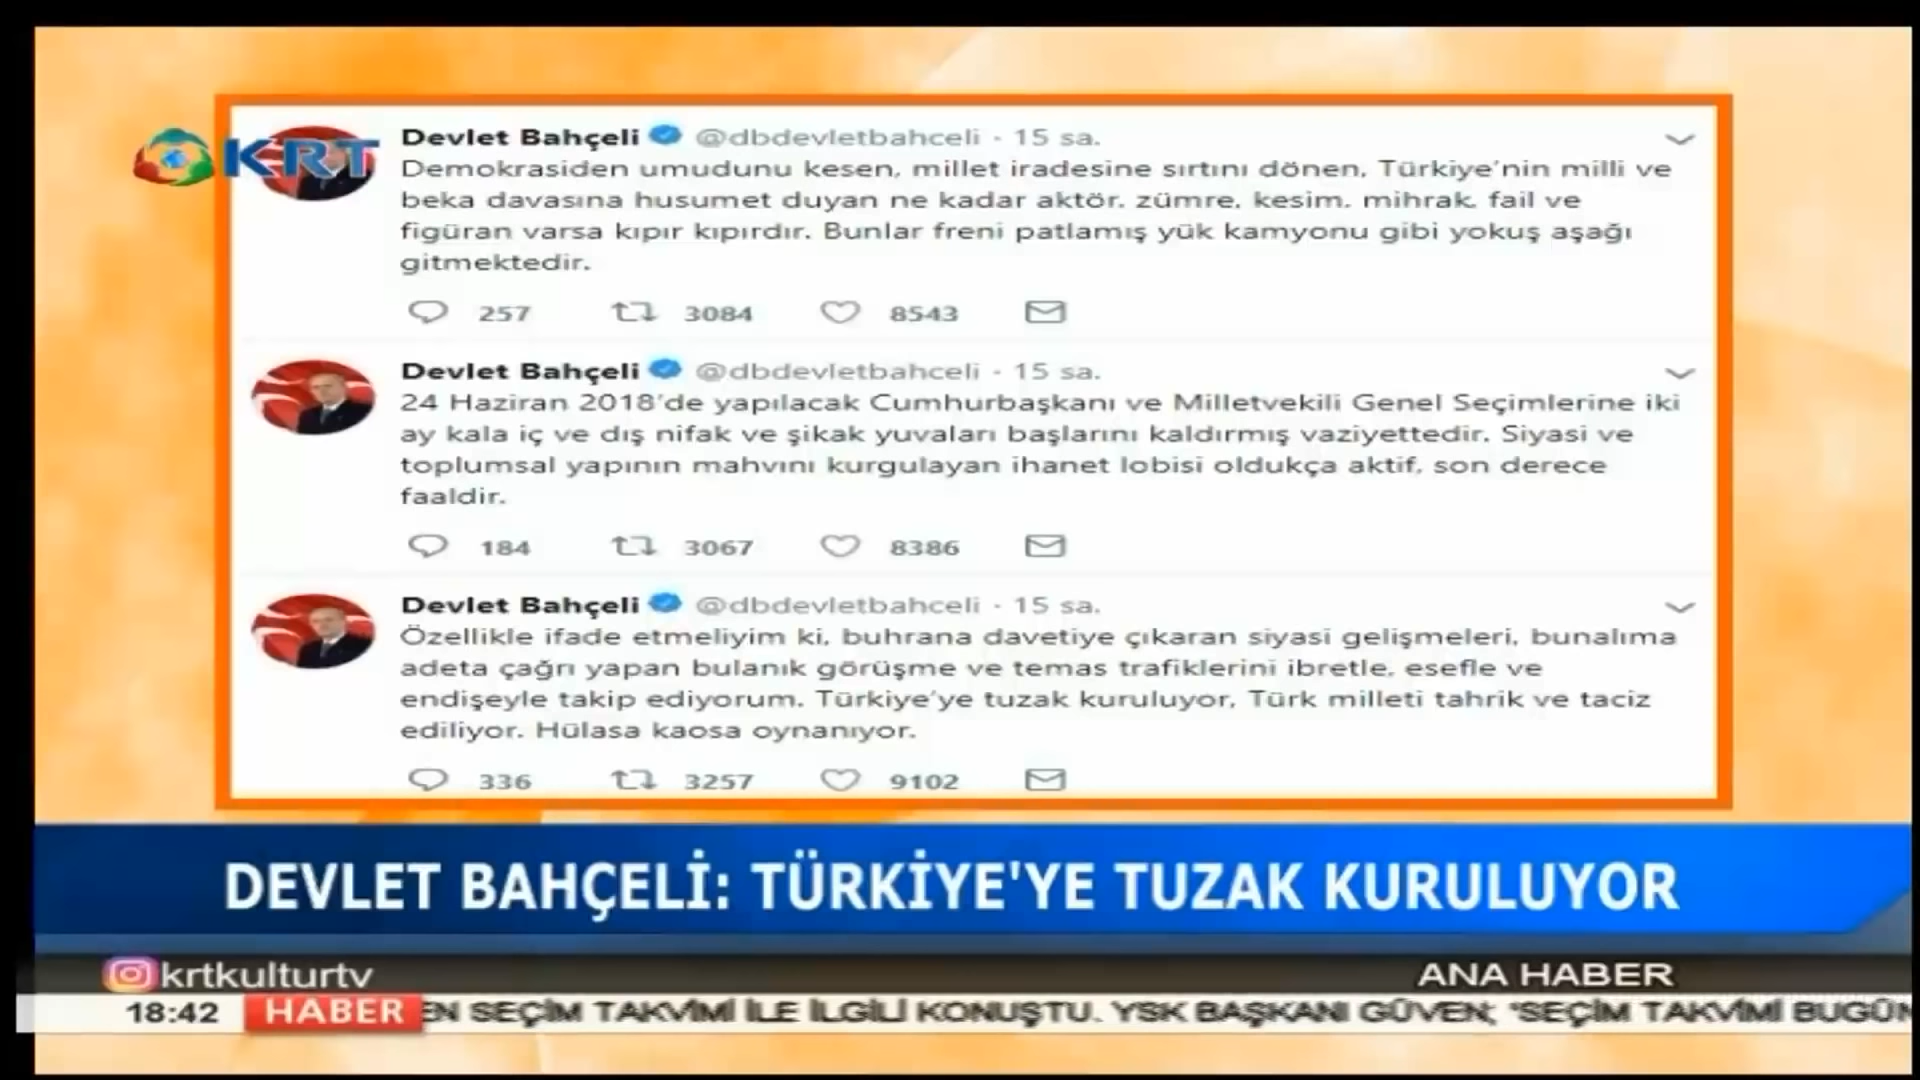 KRT
Devlet Bahçeli @dbdevletbahceli · 15 sa.
Demokrasiden umudunu kesen, millet iradesine sırtını dönen, Türkiye'nin milli ve
beka davasına husumet duyan ne kadar aktör, zümre, kesim, mihrak, fail ve
figüran varsa kıpır kıpırdır. Bunlar freni patlamış yük kamyonu gibi yokuş aşağı
gitmektedir.
257 3084 8543
Devlet Bahçeli @dbdevletbahceli · 15 sa.
24 Haziran 2018'de yapılacak Cumhurbaşkanı ve Milletvekili Genel Seçimlerine iki
ay kala iç ve dış nifak ve şikak yuvaları başlarını kaldırmış vaziyettedir. Siyasi ve
toplumsal yapının mahvını kurgulayan ihanet lobisi oldukça aktif, son derece
faaldir.
184 3067 8386
Devlet Bahçeli @dbdevletbahceli · 15 sa.
Özellikle ifade etmeliyim ki, buhrana davetiye çıkaran siyasi gelişmeleri, bunalıma
adeta çağrı yapan bulanık görüşme ve temas trafiklerini ibretle, esefle ve
endişeyle takip ediyorum. Türkiye'ye tuzak kuruluyor, Türk milleti tahrik ve taciz
ediliyor. Hülasa kaosa oynanıyor.
336 3257 9102
DEVLET BAHÇELİ: TÜRKİYE'YE TUZAK KURULUYOR
krtkulturtv ANA HABER
18:42 HABER EN SEÇİM TAKVİMİ İLE İLGİLİ KONUŞTU. YSK BAŞKANI GÜVEN; "SEÇİM TAKVİMİ BUGÜN